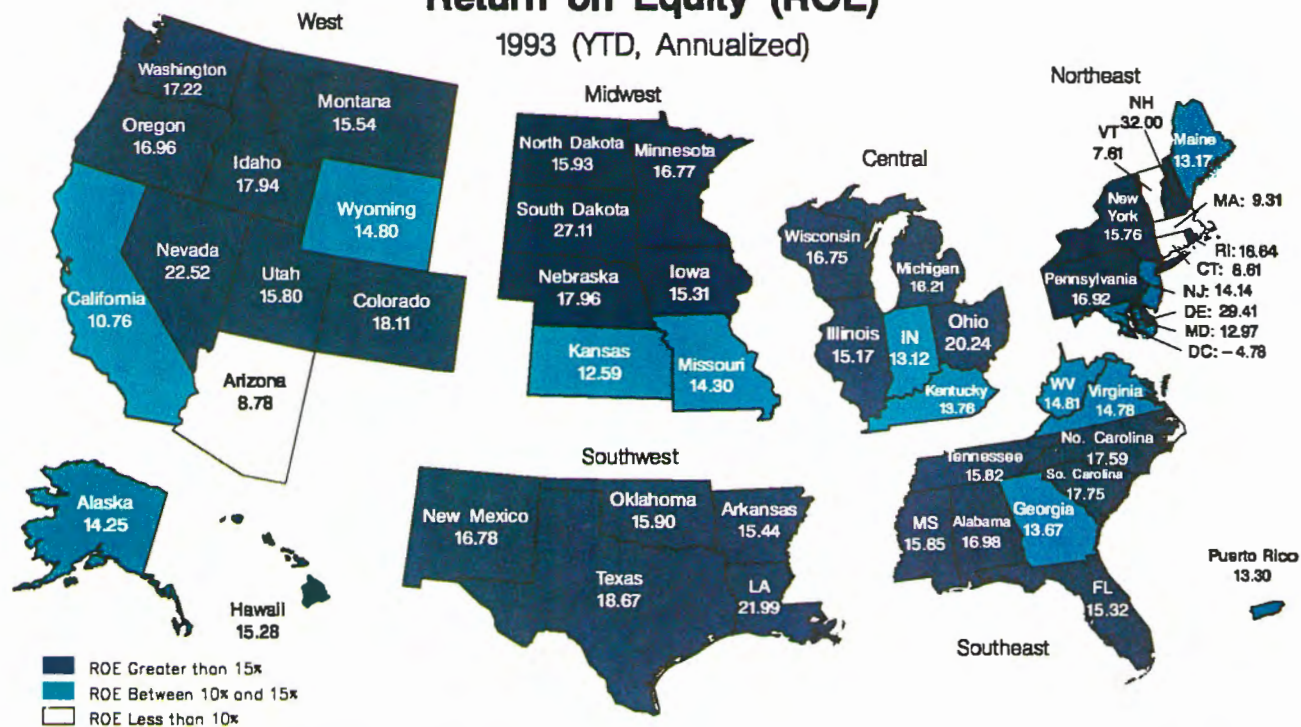 Return on Equity (ROE)
1993 (YTD, Annualized)
West
Washington
17.22
Montana
15.54
Oregon
16.96
Idaho
17.94
Wyoming
14.80
Nevada
22.52
Utah
15.80
Colorado
18.11
California
10.76
Arizona
8.78
Alaska
14.25
Hawaii
15.28
Midwest
North Dakota
15.93
Minnesota
16.77
South Dakota
27.11
Nebraska
17.96
Iowa
15.31
Kansas
12.59
Missouri
14.30
Central
Wisconsin
16.75
Michigan
16.21
Illinois
15.17
IN
13.12
Ohio
20.24
Kentucky
13.76
Northeast
NH
32.00
VT
7.61
Maine
13.17
New
York
15.76
MA: 9.31
RI: 16.64
CT: 8.61
Pennsylvania
16.92
NJ: 14.14
DE: 29.41
MD: 12.97
DC: -4.78
Southwest
New Mexico
16.78
Oklahoma
15.90
Arkansas
15.44
Texas
18.67
LA
21.99
WV
14.81
Virginia
14.78
No. Carolina
17.59
Tennessee
15.82
So. Carolina
17.75
MS
15.85
Alabama
16.98
Georgia
13.67
FL
15.32
Southeast
Puerto Rico
13.30
ROE Greater than 15%
ROE Between 10% and 15%
ROE Less than 10%